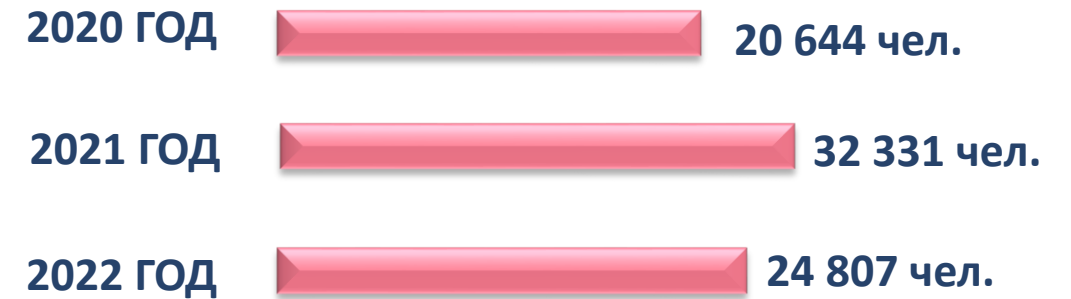 2020 ГОД 20 644 чел.
2021 ГОД 32 331 чел.
2022 ГОД 24 807 чел.